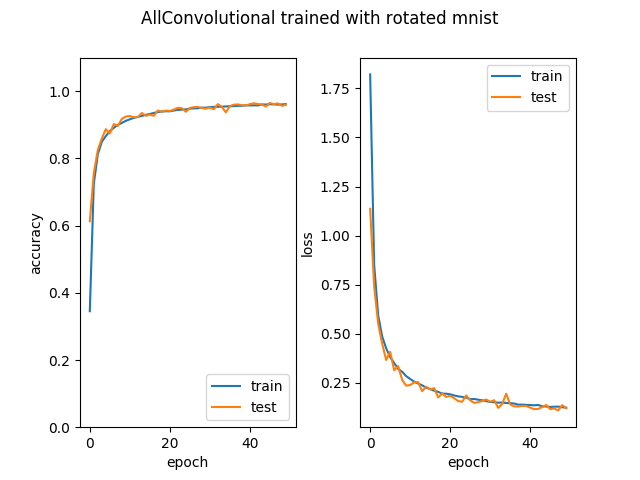 AllConvolutional trained with rotated mnist
accuracy
1.0
0.8
0.6
0.4
0.2
0.0
train
test
0 20 40
epoch
loss
1.75
1.50
1.25
1.00
0.75
0.50
0.25
train
test
0 20 40
epoch